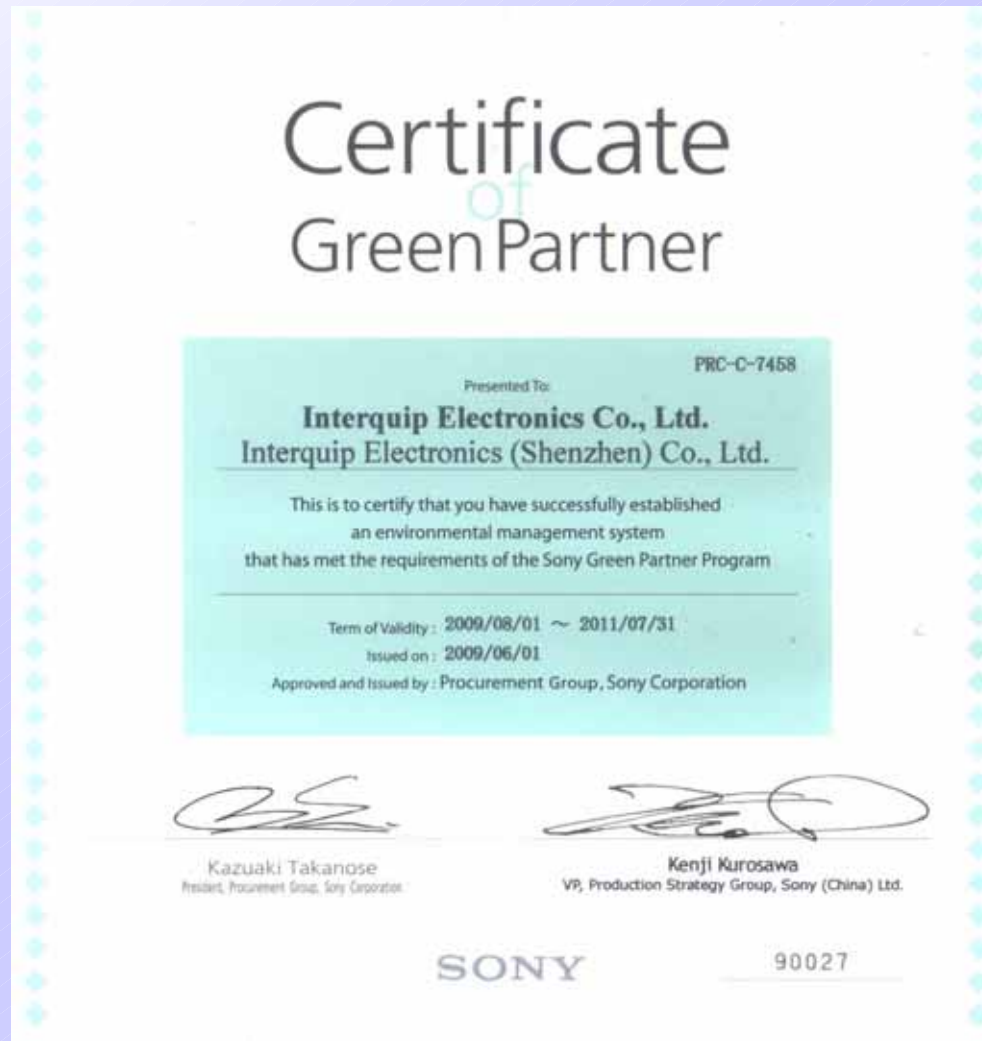 Certificate
of
Green Partner
PRC-C-7458
Presented To:
Interquip Electronics Co., Ltd.
Interquip Electronics (Shenzhen) Co., Ltd.
This is to certify that you have successfully established
an environmental management system
that has met the requirements of the Sony Green Partner Program
Term of Validity : 2009/08/01 ~ 2011/07/31
Issued on : 2009/06/01
Approved and Issued by : Procurement Group, Sony Corporation
Kazuaki Takanose
President, Procurement Group, Sony Corporation
Kenji Kurosawa
VP, Production Strategy Group, Sony (China) Ltd.
SONY
90027